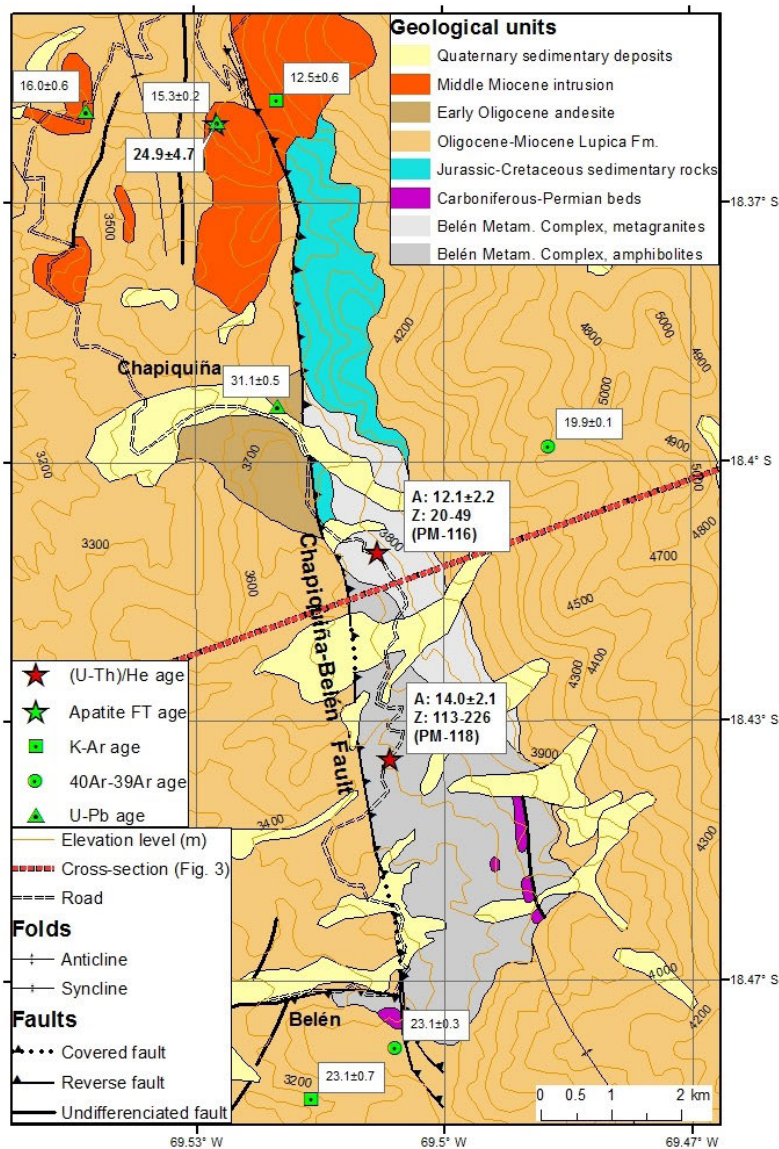 Geological units
Quaternary sedimentary deposits
Middle Miocene intrusion
Early Oligocene andesite
Oligocene-Miocene Lupica Fm.
Jurassic-Cretaceous sedimentary rocks
Carboniferous-Permian beds
Belén Metam. Complex, metagranites
Belén Metam. Complex, amphibolites
16.0±0.6
15.3±0.2
12.5±0.6
24.9±4.7
3500
18.37° S
4200
4800
5000
4900
Chapiquiña
31.1±0.5
5000
19.9±0.1
4900
3200
3700
18.4° S
5000
A: 12.1±2.2
Z: 20-49
(PM-116)
4800
3300
3800
4700
3600
4500
Chapiquiña-Belén Fault
4400
4300
(U-Th)/He age
Apatite FT age
K-Ar age
40Ar-39Ar age
U-Pb age
A: 14.0±2.1
Z: 113-226
(PM-118)
18.43° S
3900
3400
4300
Elevation level (m)
Cross-section (Fig. 3)
Road
Folds
Anticline
Syncline
Faults
Covered fault
Reverse fault
Undifferenciated fault
4000
18.47° S
4200
Belén
23.1±0.3
3200
23.1±0.7
0 0.5 1 2 km
69.53° W
69.5° W
69.47° W